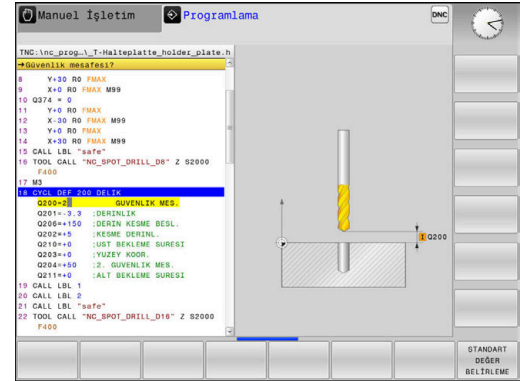 Manuel İşletim
Programlama
DNC
TNC:\nc_prog…\_T-Halteplatte_holder_plate.h
→Güvenlik mesafesi?
8 Y+30 R0 FMAX
9 X+0 R0 FMAX M99
10 Q374 = 0
11 Y+0 R0 FMAX
12 X-30 R0 FMAX M99
13 Y+0 R0 FMAX
14 X+30 R0 FMAX M99
15 CALL LBL "safe"
16 TOOL CALL "NC_SPOT_DRILL_D8" Z S2000
F400
17 M3
18 CYCL DEF 200 DELIK
Q200=2 GUVENLIK MES.
Q201=-3.3 ;DERINLIK
Q206=+150 ;DERIN KESME BESL.
Q202=+5 ;KESME DERINL.
Q210=+0 ;UST BEKLEME SURESI
Q203=+0 ;YUZEY KOOR.
Q204=+50 ;2. GUVENLIK MES.
Q211=+0 ;ALT BEKLEME SURESI
19 CALL LBL 1
20 CALL LBL 2
21 CALL LBL "safe"
22 TOOL CALL "NC_SPOT_DRILL_D16" Z S2000
F400
Q200
STANDART
DEĞER
BELİRLEME